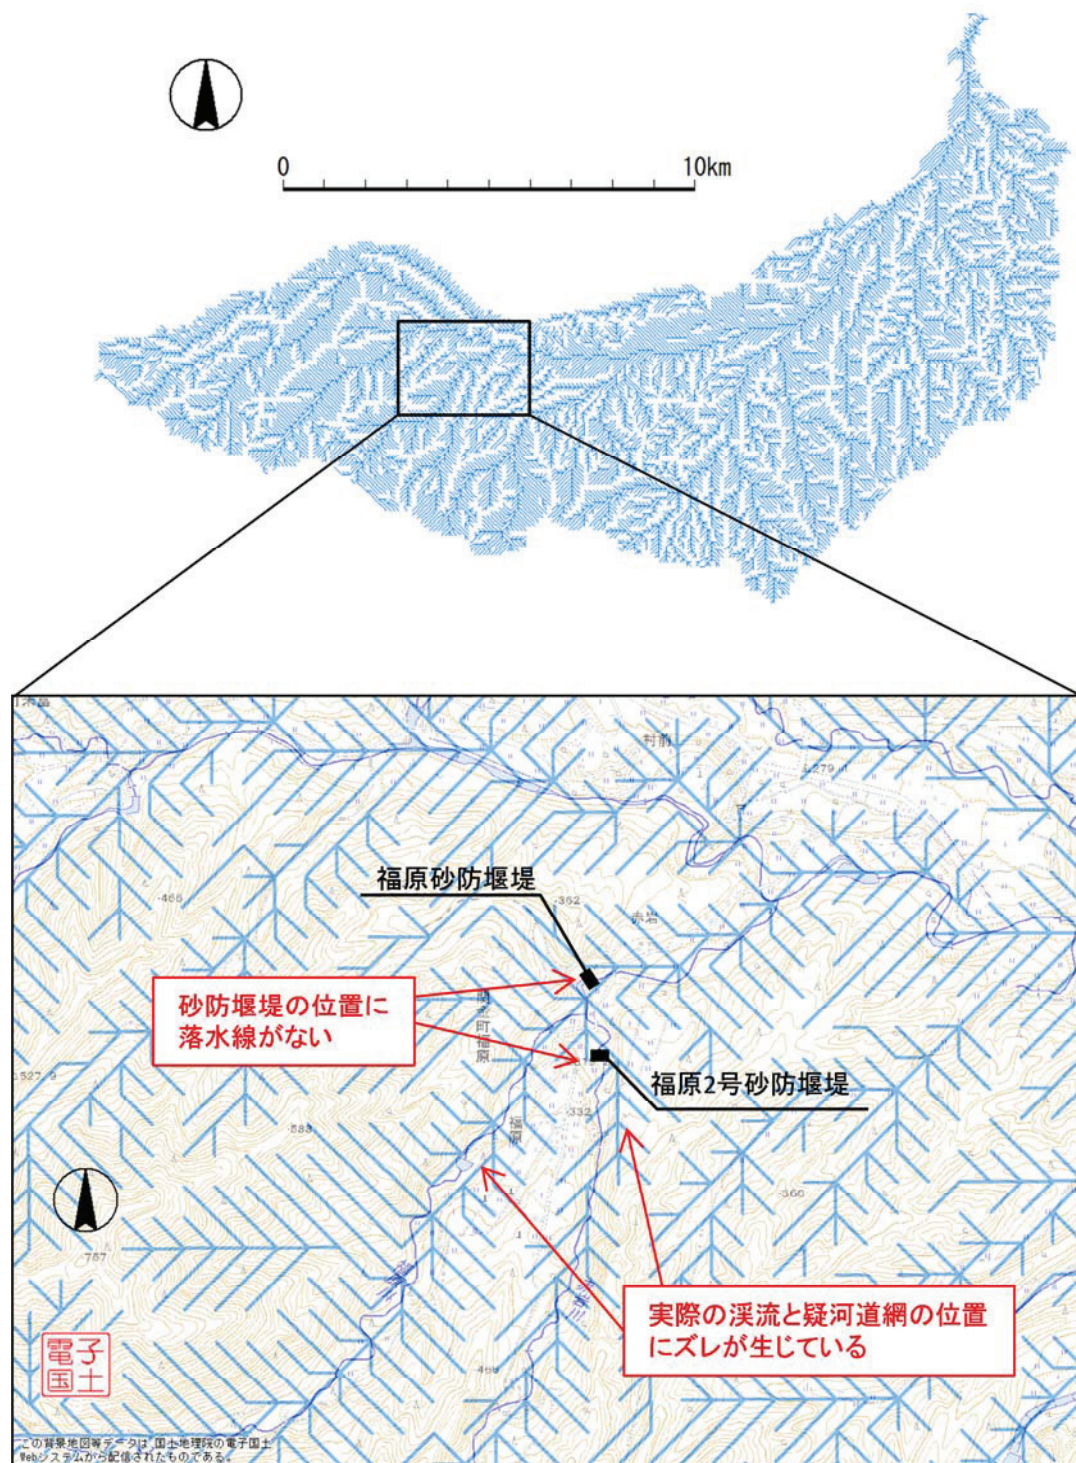 0
10km
村前
279
福原砂防堰堤
362
466
赤岩
砂防堰堤の位置に
落水線がない
福原2号砂防堰堤
332
588
366
757
実際の渓流と疑河道網の位置
にズレが生じている
466
電子
国土
この背景地図等データは、国土地理院の電子国土
Webシステムから配信されたものである。